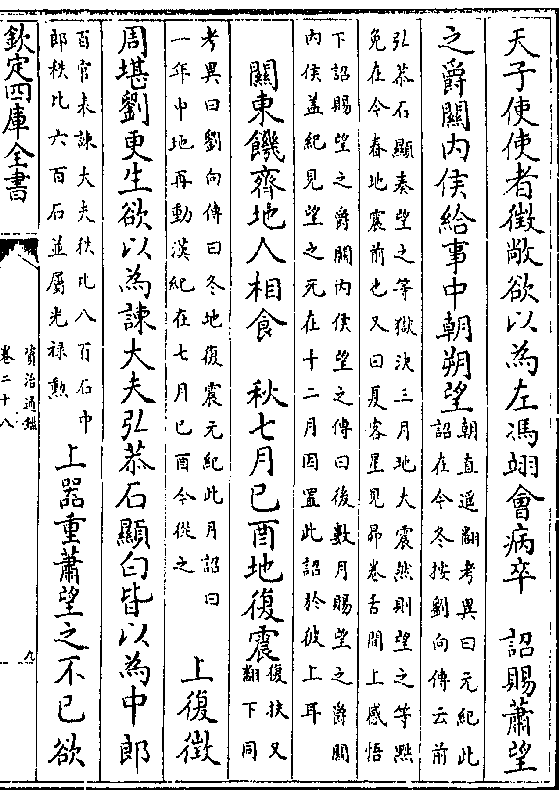 天子使使者徵敞欲以為左馮翊會病卒　詔賜蕭望
之爵關內侯給事中朝朔望朝直遥翻考異曰元紀此
詔在今冬按劉向傳云前
弘恭石顯奏望之等獄決三月地大震然則望之等黜
免在今春地震前也又曰夏客星見昴卷舌間上感悟
下詔賜望之爵關内侯望之傳曰後數月賜望之爵關
内侯蓋紀見望之死在十二月因置此詔於彼上耳
關東饑齊地人相食　秋七月己酉地復震復扶又
翻下同
考異曰劉向傳曰冬地復震元紀此月詔曰
一年中地再動漢紀在七月己酉今從之
上復徵
周堪劉更生欲以為諫大夫弘恭石顯白皆以為中郎
百官表諫大夫秩比八百石中
郎秩比六百石並屬光禄勲
上器重蕭望之不已欲
欽定四庫全書
資治通鑑
卷二十八
九